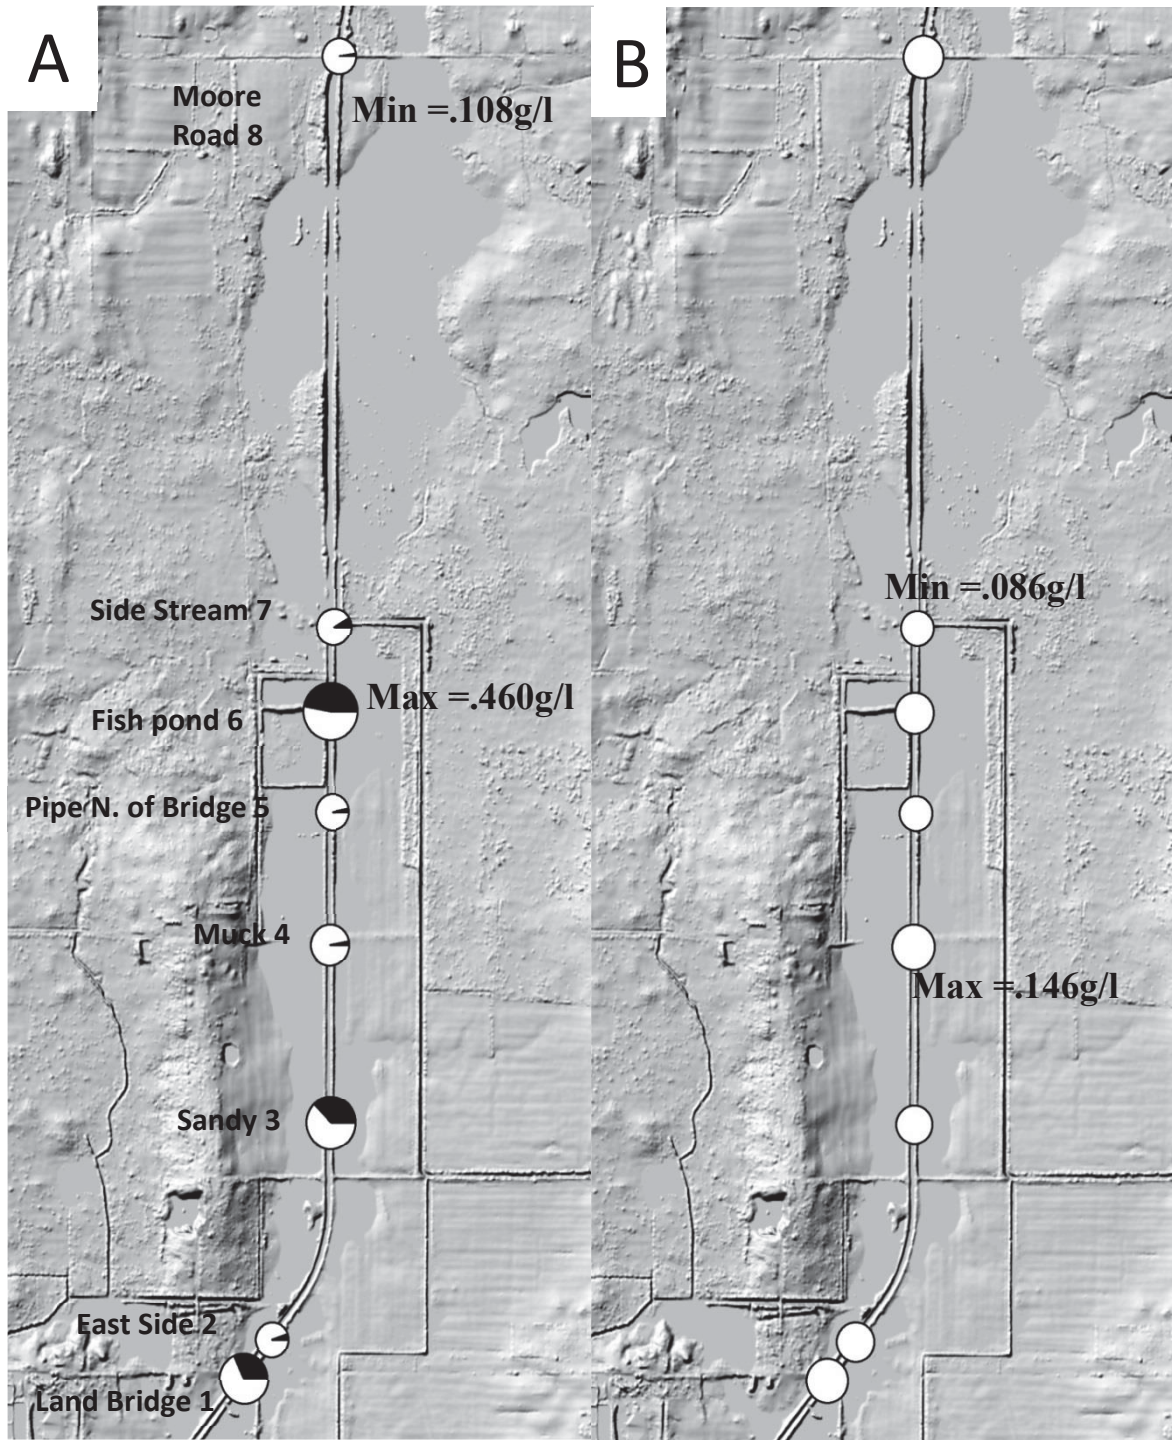 A
B
Moore
Road 8
Min =.108g/l
Side Stream 7
Min =.086g/l
Max =.460g/l
Fish pond 6
Pipe N. of Bridge 5
Muck 4
Max =.146g/l
Sandy 3
East Side 2
Land Bridge 1